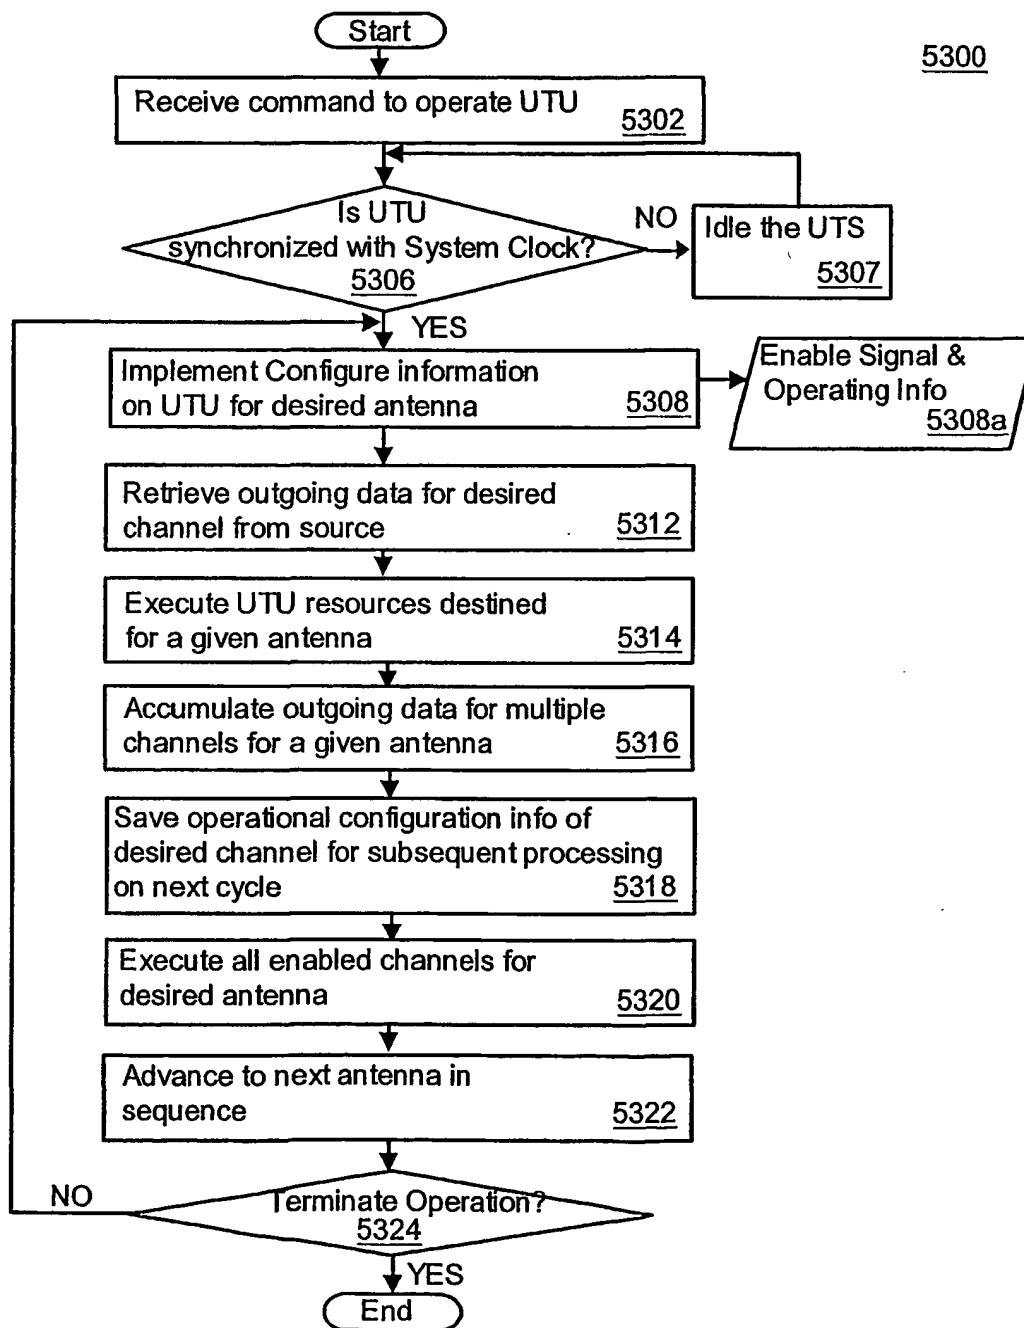 Start
5300
Receive command to operate UTU
5302
Is UTU
synchronized with System Clock?
5306
NO
Idle the UTS
5307
YES
Implement Configure information
on UTU for desired antenna
5308
Enable Signal &
Operating Info
5308a
Retrieve outgoing data for desired
channel from source
5312
Execute UTU resources destined
for a given antenna
5314
Accumulate outgoing data for multiple
channels for a given antenna
5316
Save operational configuration info of
desired channel for subsequent processing
on next cycle
5318
Execute all enabled channels for
desired antenna
5320
Advance to next antenna in
sequence
5322
NO
Terminate Operation?
5324
YES
End